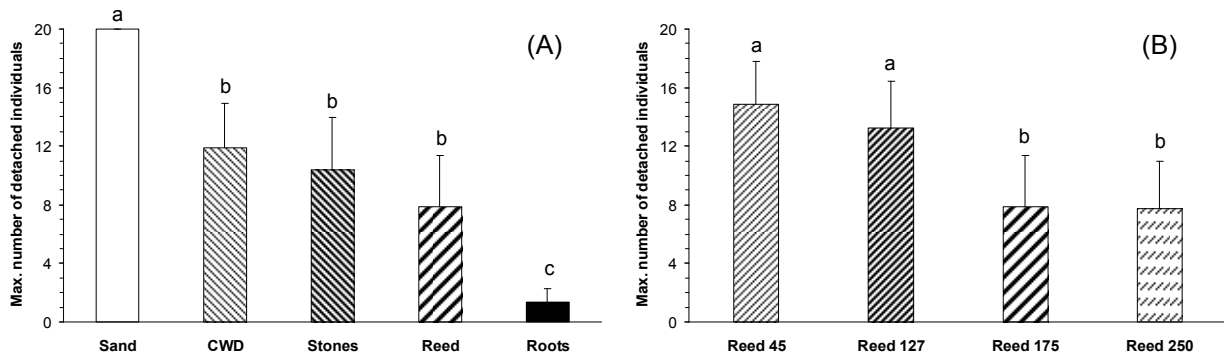 Max. number of detached individuals
20
16
12
8
4
0
a
b
b
b
c
(A)
Sand CWD Stones Reed Roots
Max. number of detached individuals
20
16
12
8
4
0
a
a
b
b
(B)
Reed 45 Reed 127 Reed 175 Reed 250